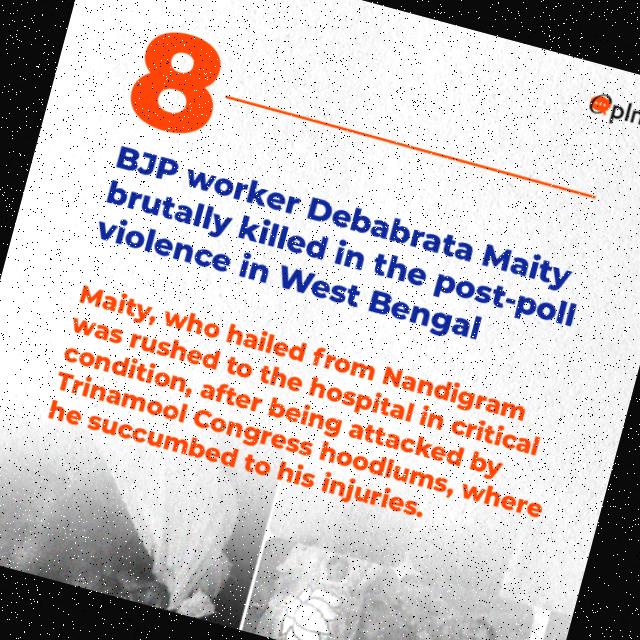 8
BJP worker Debabrata Maity
brutally killed in the post-poll
violence in West Bengal
Maity, who hailed from Nandigram
was rushed to the hospital in critical
condition, after being attacked by
Trinamool Congress hoodlums, where
he succumbed to his injuries.